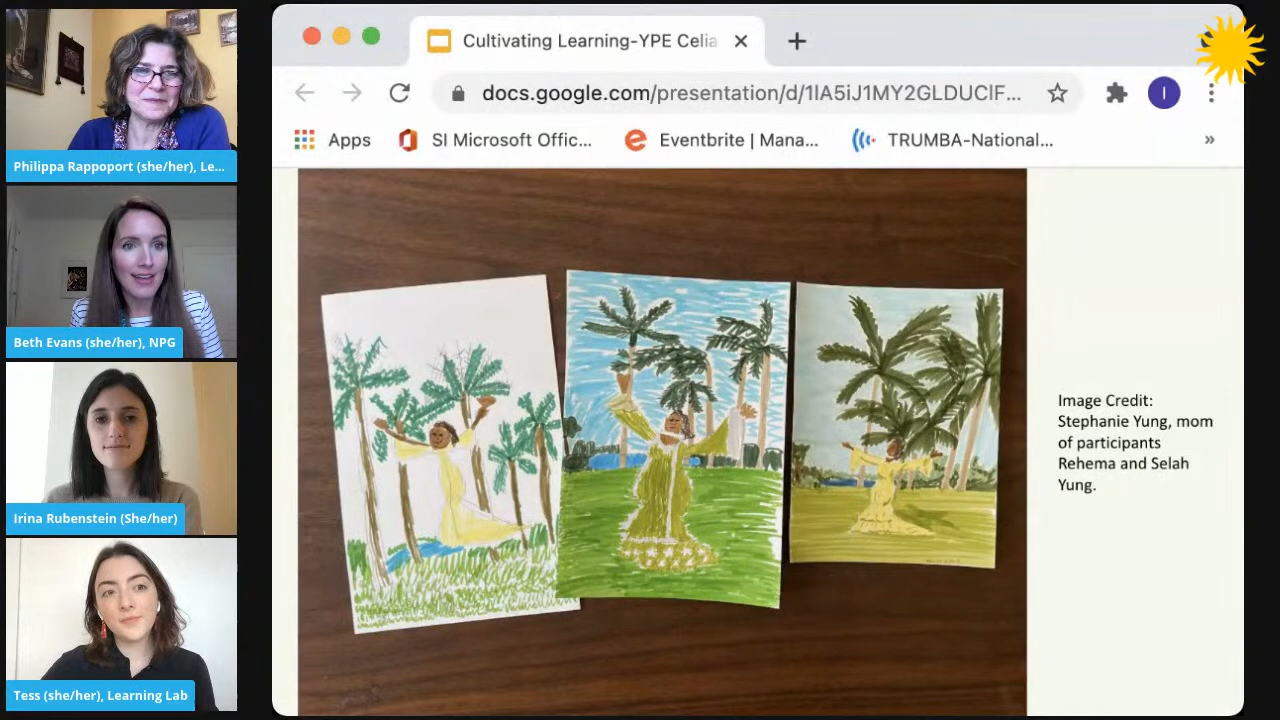 Philippa Rappoport (she/her), Le...
Beth Evans (she/her), NPG
Irina Rubenstein (She/her)
Tess (she/her), Learning Lab
Cultivating Learning-YPE Celia
docs.google.com/presentation/d/1IA5iJ1MY2GLDUClF...
I
Apps
SI Microsoft Offic...
Eventbrite | Mana...
TRUMBA-National...
»
Image Credit:
Stephanie Yung, mom
of participants
Rehema and Selah
Yung.